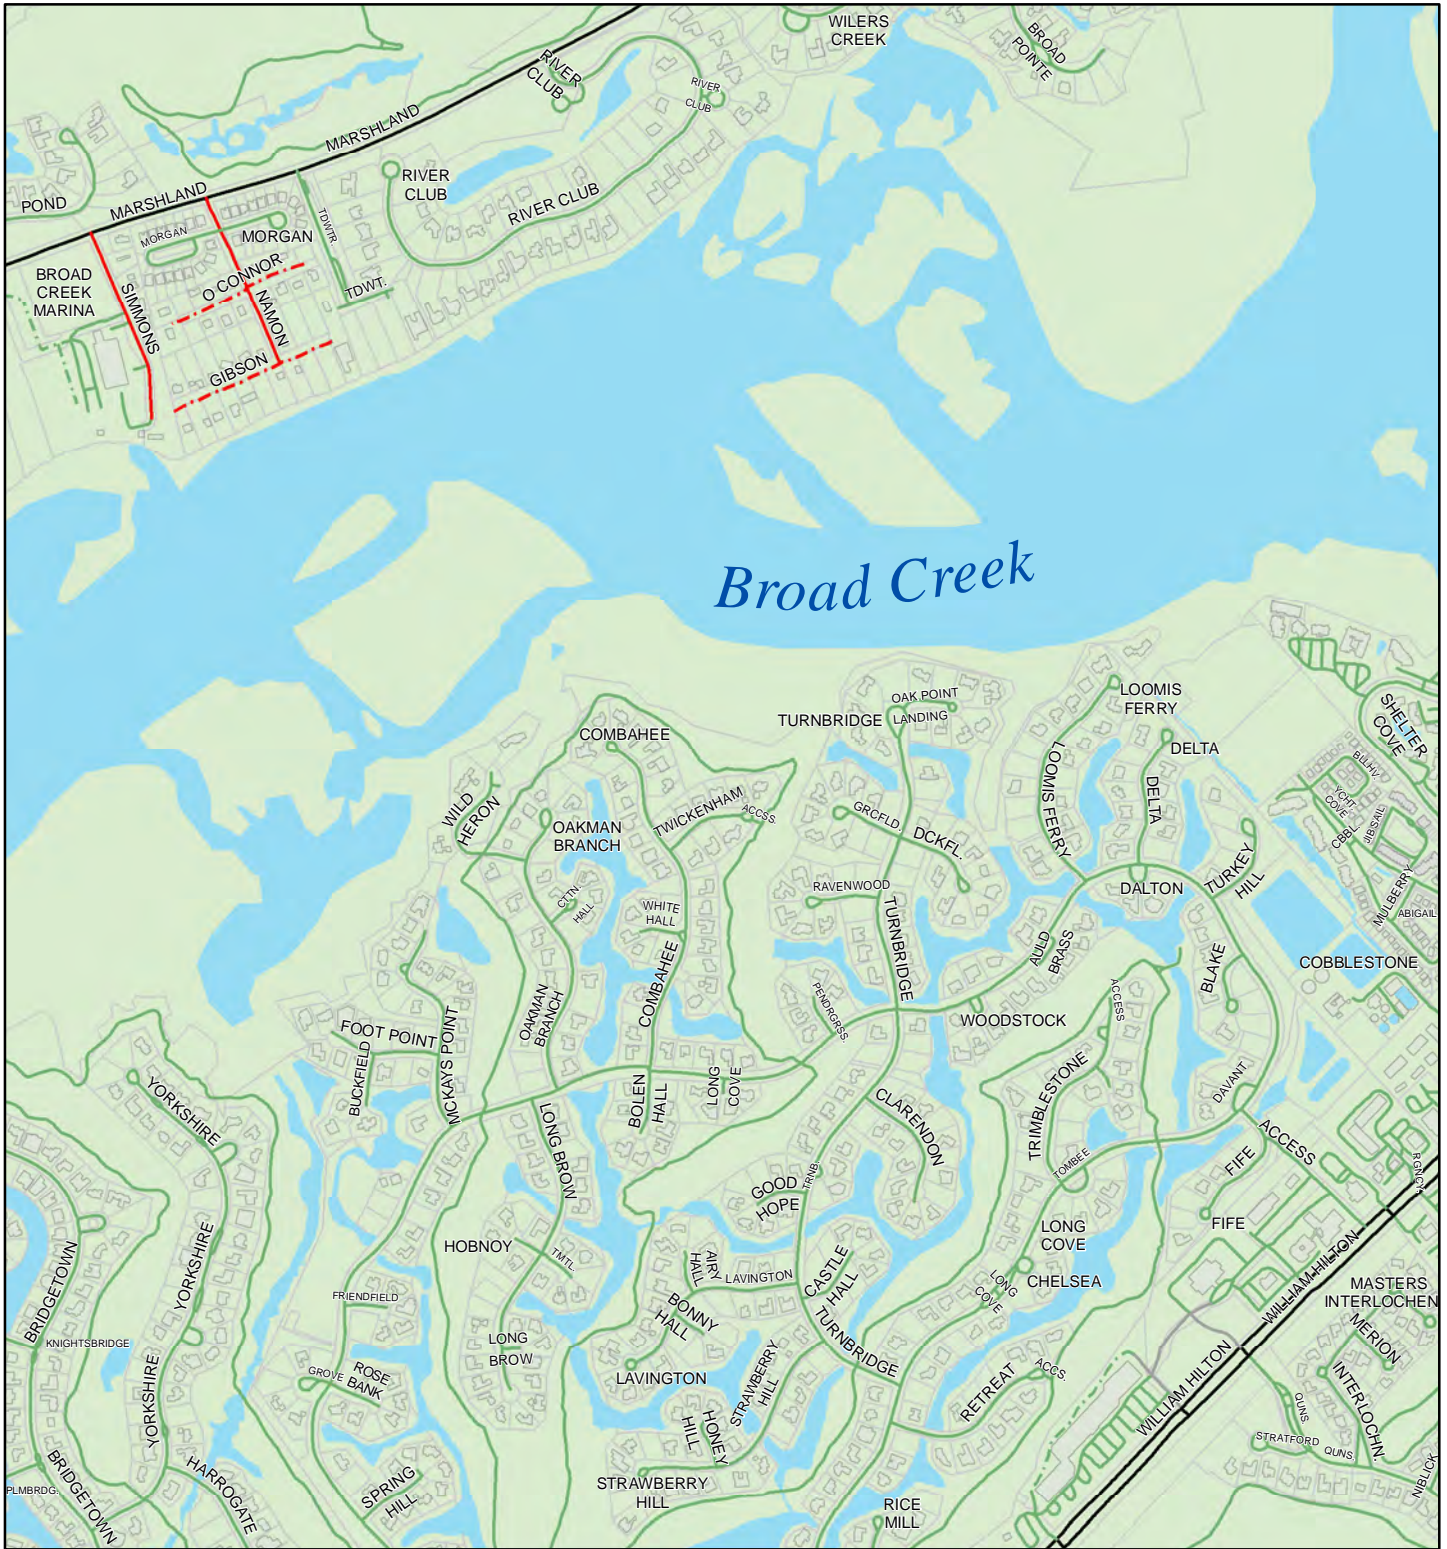 WILERS
CREEK
BROAD
POINTE
RIVER
CLUB
RIVER
CLUB
MARSHLAND
RIVER
CLUB
RIVER CLUB
POND
MARSHLAND
MORGAN
MORGAN
TDWTR.
TDWT.
O CONNOR
BROAD
CREEK
MARINA
SIMMONS
NAMON
GIBSON
Broad Creek
LOOMIS
FERRY
OAK POINT
LANDING
TURNBRIDGE
COMBAHEE
SHELTER
COVE
DELTA
LOOMIS FERRY
DELTA
BLLHV
YCHT
COVE
CBBL.
JIBSAIL
WILD
HERON
TWICKENHAM
ACCSS.
OAKMAN
BRANCH
GRCFLD.
DCKFL.
TURKEY
HILL
RAVENWOOD
DALTON
MULBERRY
ABIGAIL
CTTN.
HALL
WHITE
HALL
TURNBRIDGE
AULD
BRASS
BLAKE
COBBLESTONE
COMBAHEE
PENDRGRSS.
ACCESS
WOODSTOCK
OAKMAN
BRANCH
FOOT POINT
MCKAYS POINT
BUCKFIELD
YORKSHIRE
BOLEN
HALL
LONG
COVE
TRIMBLESTONE
DAVANT
CLARENDON
LONG BROW
ACCESS
FIFE
TOMBEE
RGNCY.
TRNB.
GOOD
HOPE
FIFE
LONG
COVE
HOBNOY
TMTL.
AIRY
HALL
LAVINGTON
CASTLE
HALL
YORKSHIRE
BRIDGETOWN
WILLIAM HILTON
CHELSEA
LONG
COVE
MASTERS
INTERLOCHEN
FRIENDFIELD
BONNY
HALL
TURNBRIDGE
MERION
KNIGHTSBRIDGE
LONG
BROW
WILLIAM HILTON
GROVE
ROSE
BANK
LAVINGTON
STRAWBERRY
HILL
RETREAT
ACCS.
INTERLOCHN.
QUNS.
YORKSHIRE
HONEY
HILL
STRATFORD
QUNS.
BRIDGETOWN
HARROGATE
SPRING
HILL
STRAWBERRY
HILL
NIBLICK
PLMBRDG.
RICE
MILL